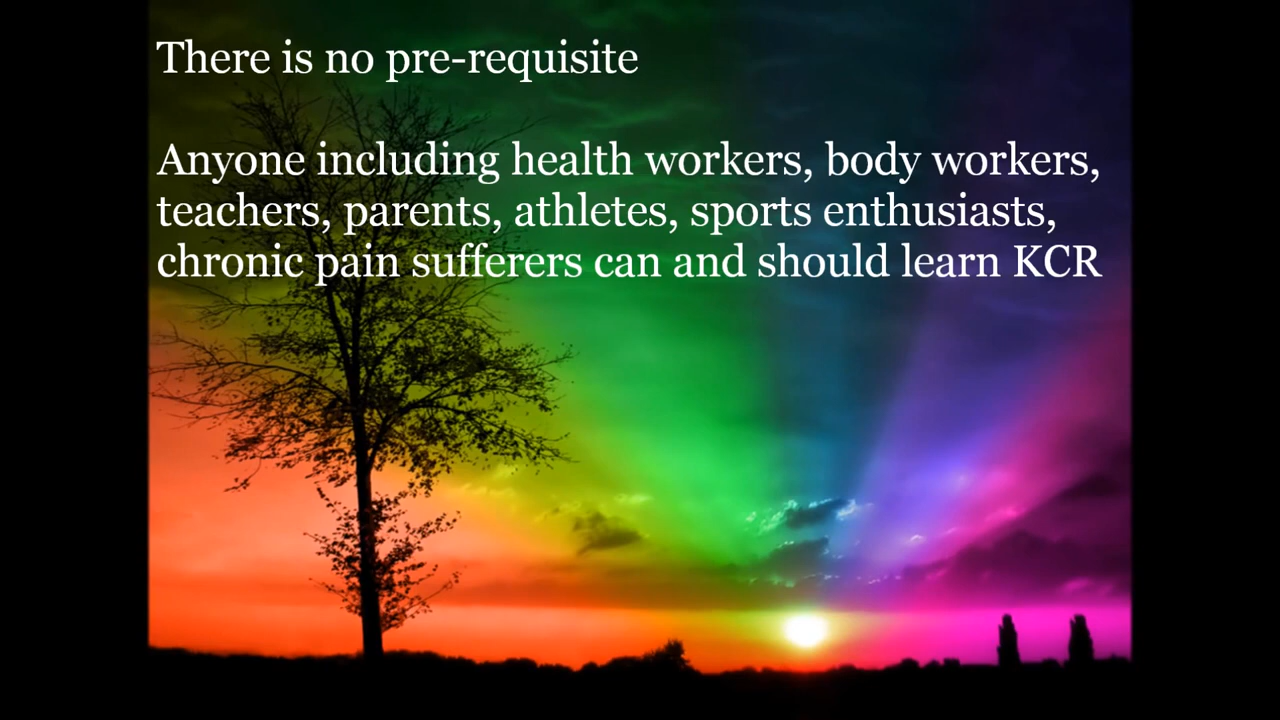 There is no pre-requisite
Anyone including health workers, body workers,
teachers, parents, athletes, sports enthusiasts,
chronic pain sufferers can and should learn KCR